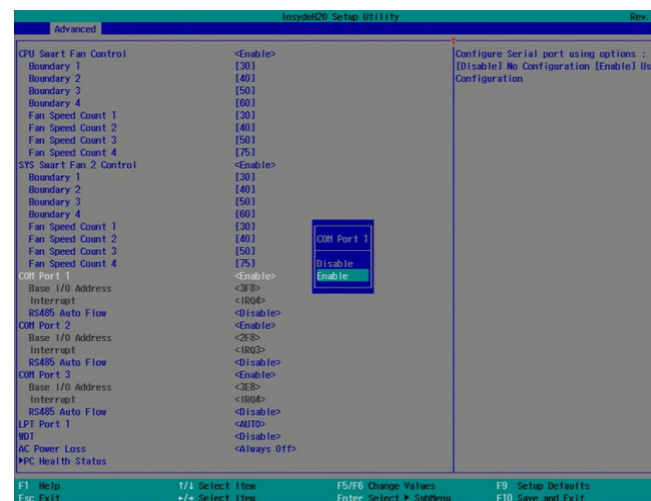 InsydeH20 Setup Utility Rev.
Advanced
CPU Smart Fan Control <Enable>
Boundary 1 [30]
Boundary 2 [40]
Boundary 3 [50]
Boundary 4 [60]
Fan Speed Count 1 [30]
Fan Speed Count 2 [40]
Fan Speed Count 3 [50]
Fan Speed Count 4 [75]
SYS Smart Fan 2 Control <Enable>
Boundary 1 [30]
Boundary 2 [40]
Boundary 3 [50]
Boundary 4 [60]
Fan Speed Count 1 [30]
Fan Speed Count 2 [40]
Fan Speed Count 3 [50]
Fan Speed Count 4 [75]
COM Port 1 <Enable>
Base I/O Address <3F8>
Interrupt <IRQ4>
RS485 Auto Flow <Disable>
COM Port 2 <Enable>
Base I/O Address <2F8>
Interrupt <IRQ3>
RS485 Auto Flow <Disable>
COM Port 3 <Enable>
Base I/O Address <3E8>
Interrupt <IRQ4>
RS485 Auto Flow <Disable>
LPT Port 1 <AUTO>
WDT <Disable>
AC Power Loss <Always Off>
▶PC Health Status
COM Port 1
Disable
Enable
Configure Serial port using options :
[Disable] No Configuration [Enable] Us
Configuration
F1 Help ↑/↓ Select Item F5/F6 Change Values F9 Setup Defaults
Esc Exit ←/→ Select Item Enter Select ▶ SubMenu F10 Save and Exit